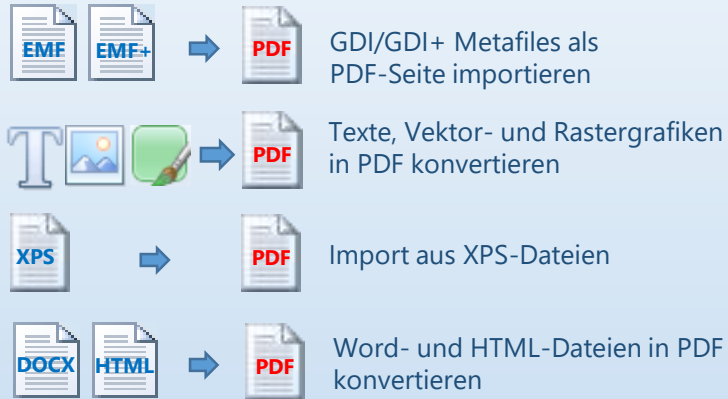 EMF EMF+ PDF GDI/GDI+ Metafiles als
PDF-Seite importieren
T PDF Texte, Vektor- und Rastergrafiken
in PDF konvertieren
XPS PDF Import aus XPS-Dateien
DOCX HTML PDF Word- und HTML-Dateien in PDF
konvertieren